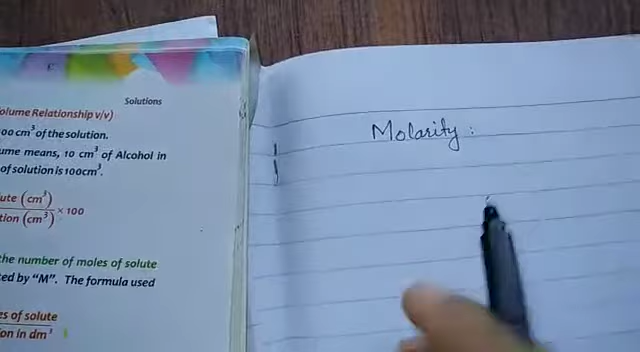 Solutions
olume Relationship v/v)
00 cm³ of the solution.
ume means, 10 cm³ of Alcohol in
of solution is 100cm³.
ute (cm³)
tion (cm³) × 100
the number of moles of solute
ted by "M". The formula used
es of solute
on in dm³
Molarity :